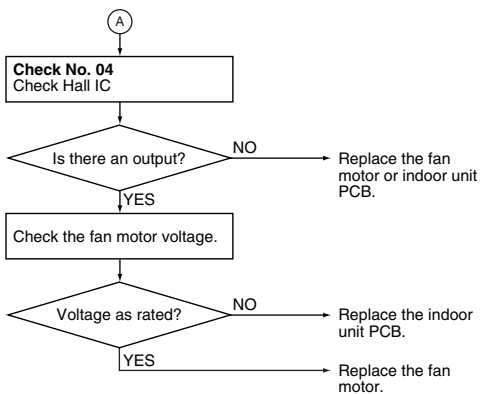 A
Check No. 04
Check Hall IC
Is there an output?
NO
Replace the fan
motor or indoor unit
PCB.
YES
Check the fan motor voltage.
Voltage as rated?
NO
Replace the indoor
unit PCB.
YES
Replace the fan
motor.